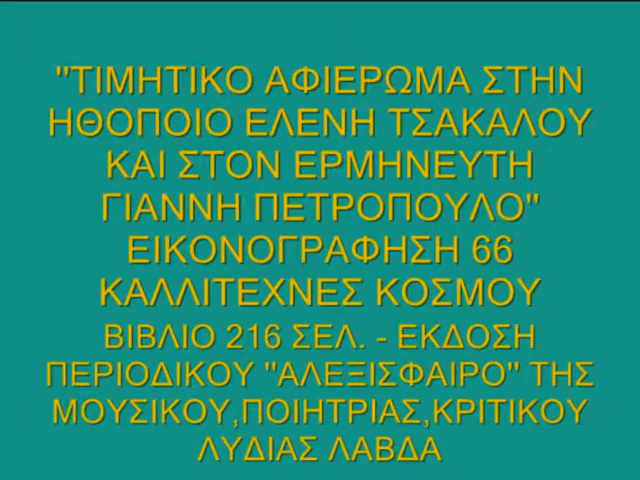 "ΤΙΜΗΤΙΚΟ ΑΦΙΕΡΩΜΑ ΣΤΗΝ
ΗΘΟΠΟΙΟ ΕΛΕΝΗ ΤΣΑΚΑΛΟΥ
ΚΑΙ ΣΤΟΝ ΕΡΜΗΝΕΥΤΗ
ΓΙΑΝΝΗ ΠΕΤΡΟΠΟΥΛΟ"
ΕΙΚΟΝΟΓΡΑΦΗΣΗ 66
ΚΑΛΛΙΤΕΧΝΕΣ ΚΟΣΜΟΥ
ΒΙΒΛΙΟ 216 ΣΕΛ. - ΕΚΔΟΣΗ
ΠΕΡΙΟΔΙΚΟΥ "ΑΛΕΞΙΣΦΑΙΡΟ" ΤΗΣ
ΜΟΥΣΙΚΟΥ,ΠΟΙΗΤΡΙΑΣ,ΚΡΙΤΙΚΟΥ
ΛΥΔΙΑΣ ΛΑΒΔΑ